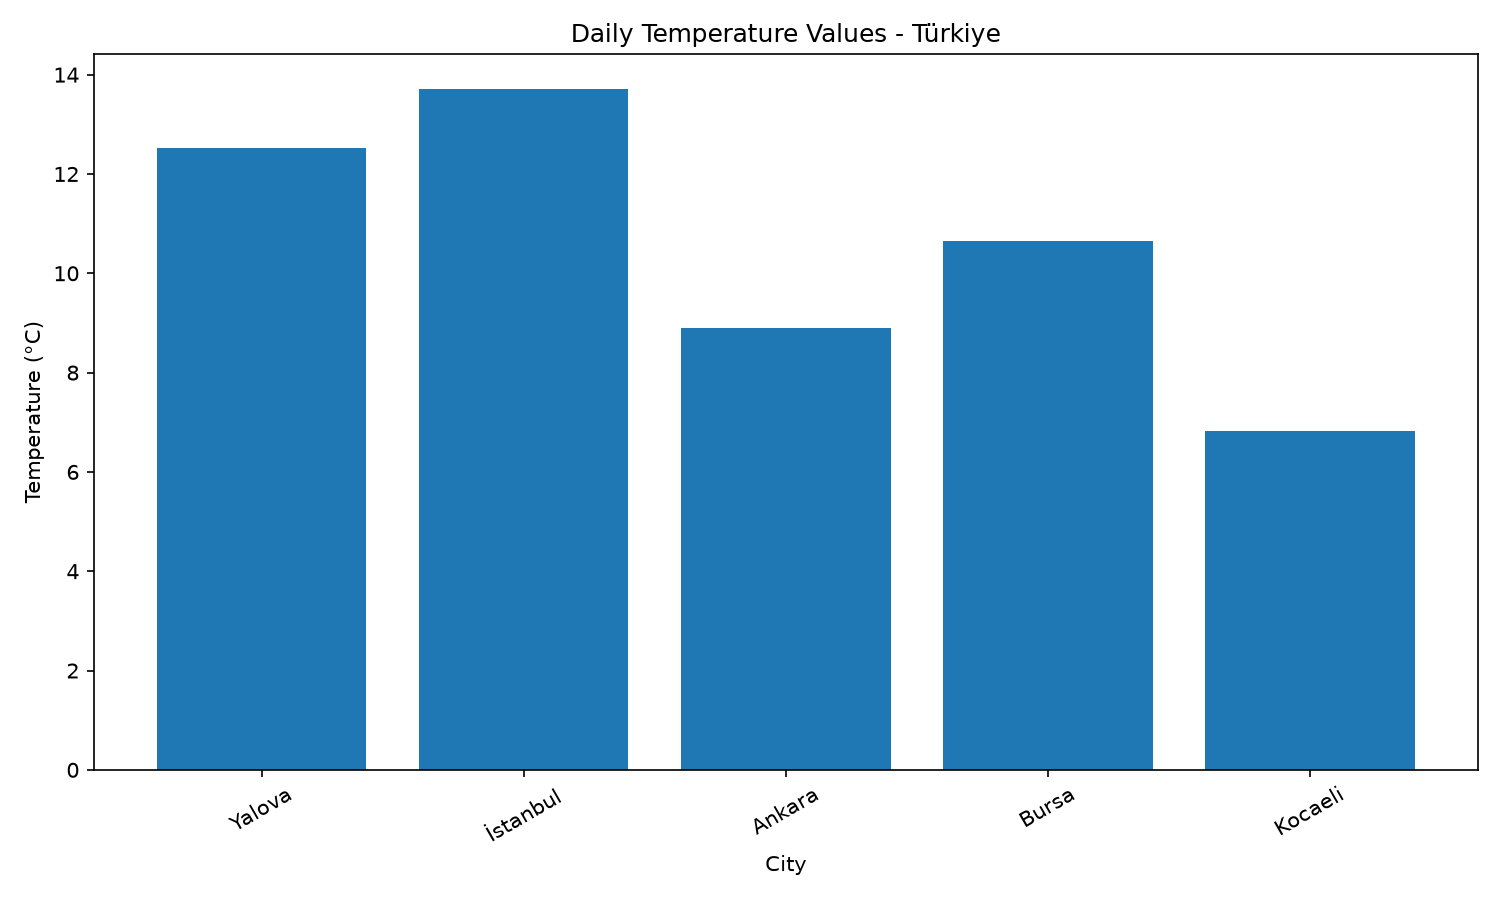 Daily Temperature Values - Türkiye
Temperature (°C)
14
12
10
8
6
4
2
0
Yalova
İstanbul
Ankara
Bursa
Kocaeli
City